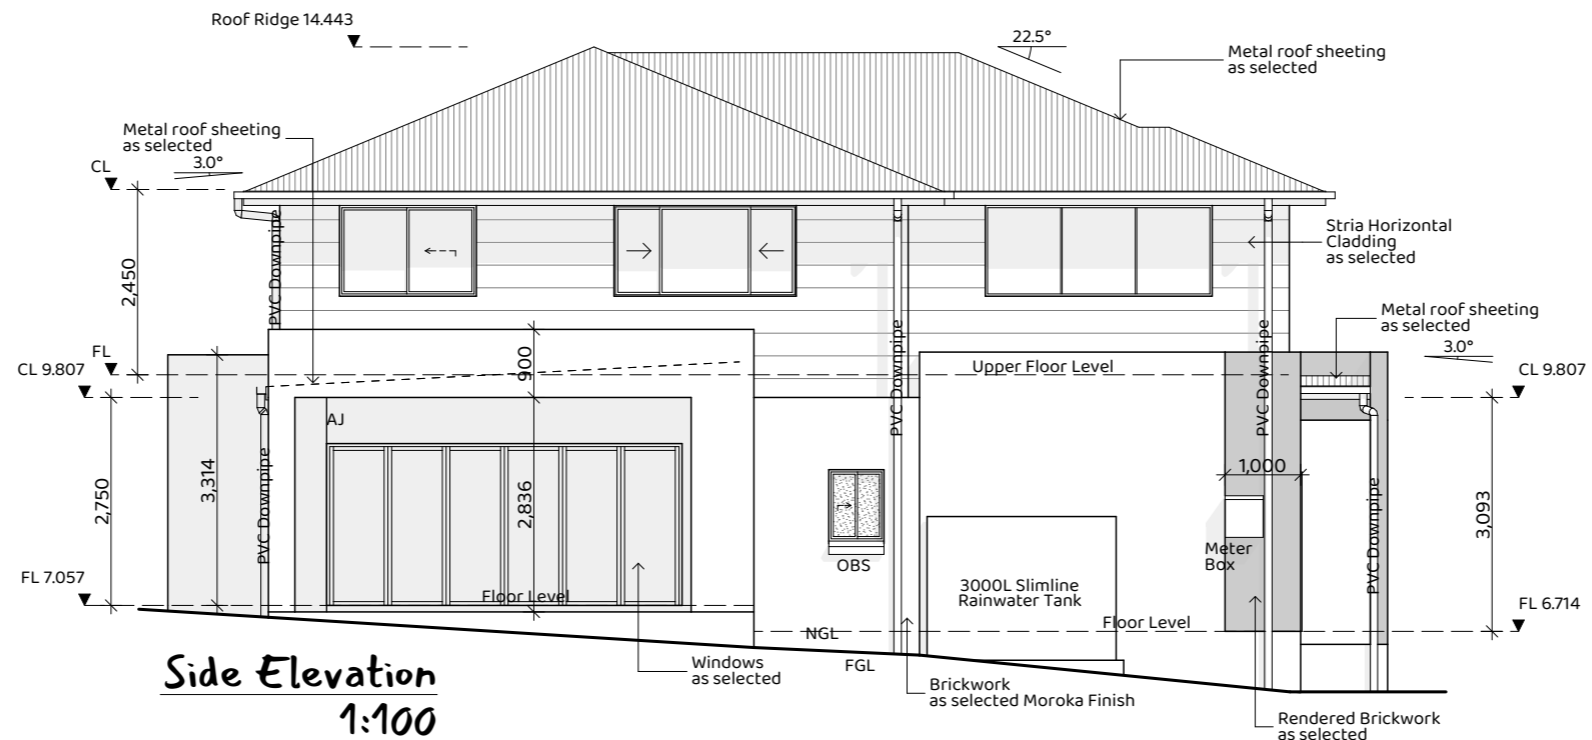 Roof Ridge 14.443
22.5°
Metal roof sheeting
as selected
Metal roof sheeting
as selected
3.0°
CL
2,450
PVC Downpipe
Stria Horizontal
Cladding
as selected
Metal roof sheeting
as selected
3.0°
FL
CL 9.807
900
Upper Floor Level
CL 9.807
AJ
PVC Downpipe
PVC Downpipe
2,750
3,314
PVC Downpipe
2,836
1,000
PVC Downpipe
3,093
OBS
Meter
Box
3000L Slimline
Rainwater Tank
FL 7.057
Floor Level
Floor Level
FL 6.714
NGL
FGL
Windows
as selected
Brickwork
as selected Moroka Finish
Rendered Brickwork
as selected
Side Elevation
1:100